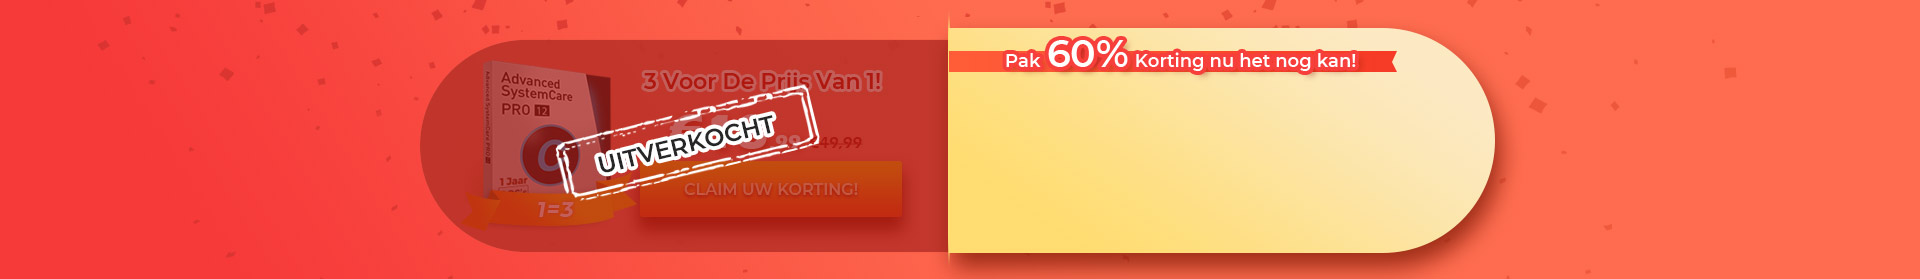 3 Voor De Prijs Van 1!
Advanced
SystemCare
PRO 12
99
49,99
UITVERKOCHT
1 Jaar
1=3
CLAIM UW KORTING!
Pak 60% Korting nu het nog kan!